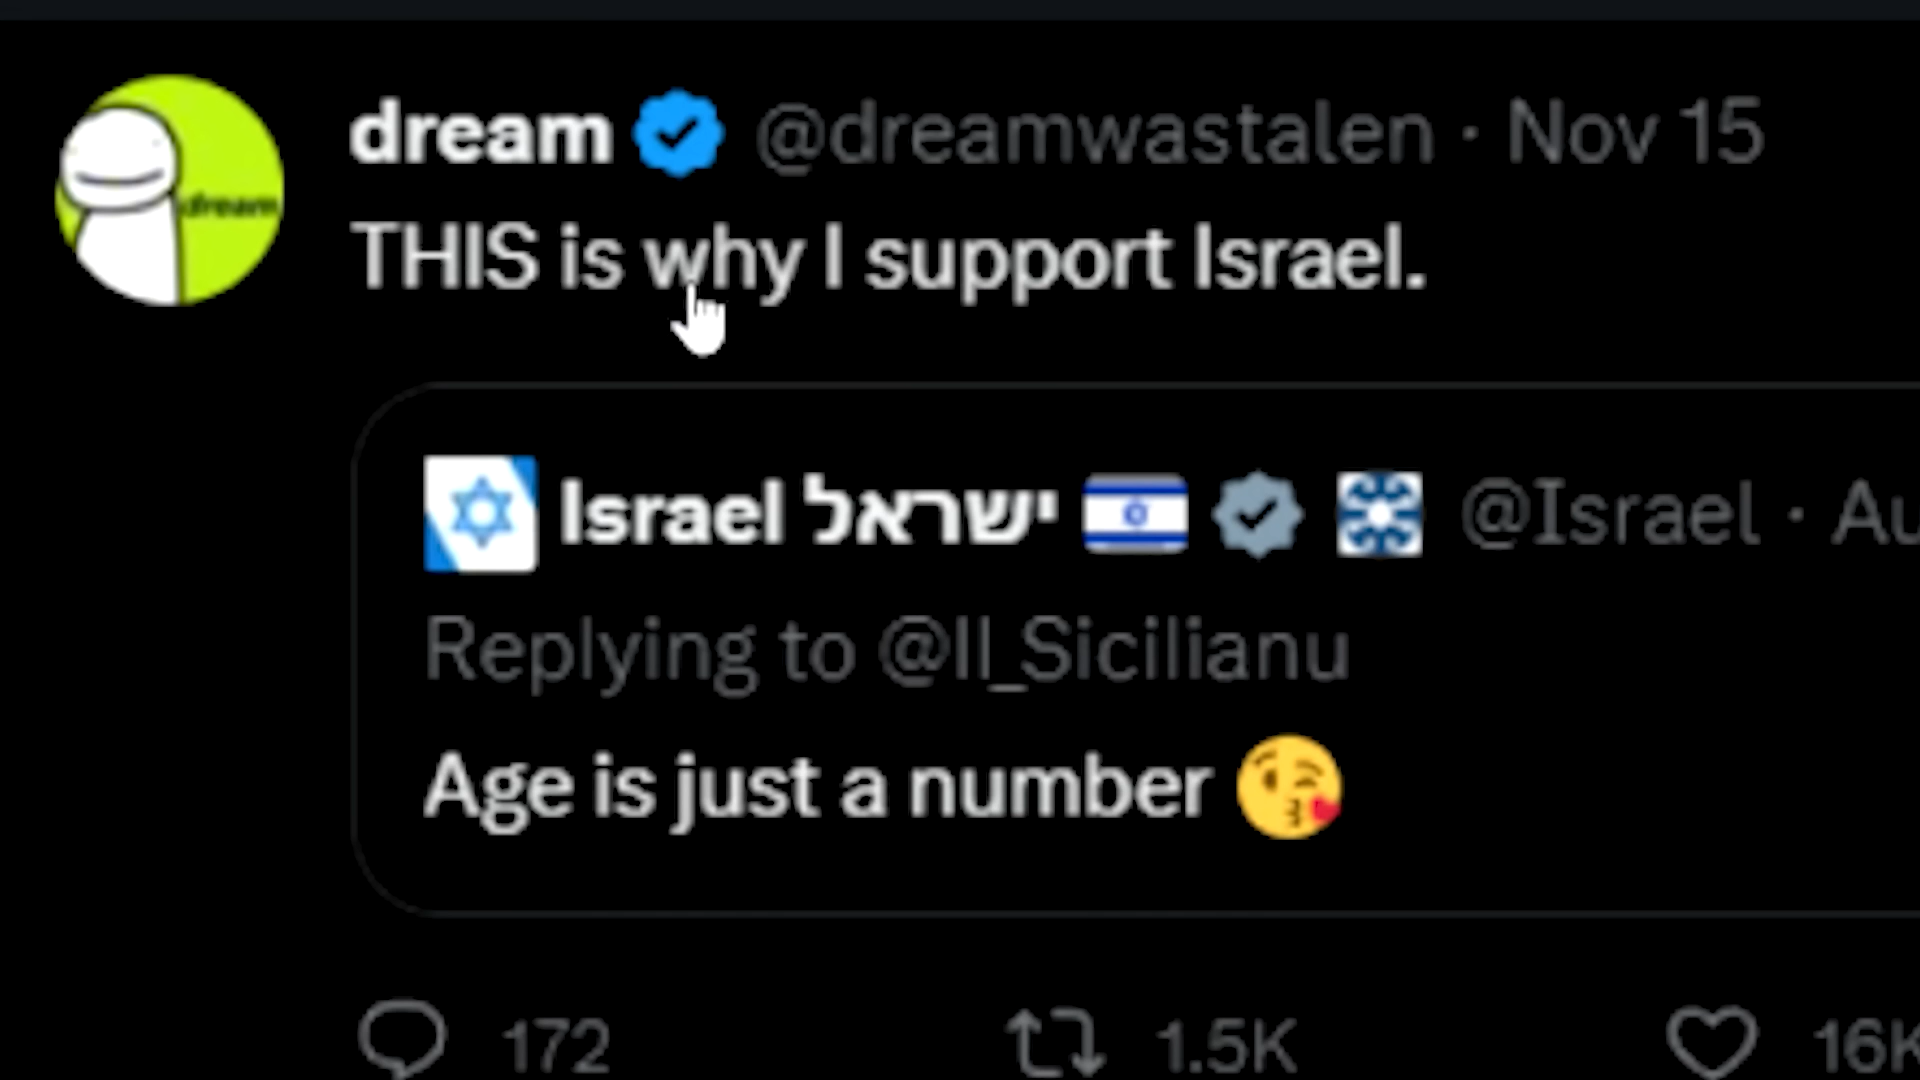 dream @dreamwastalen · Nov 15
dream
THIS is why I support Israel.
Israel ישראל @Israel · Au
Replying to @Il_Sicilianu
Age is just a number 😘
172 1.5K 16K